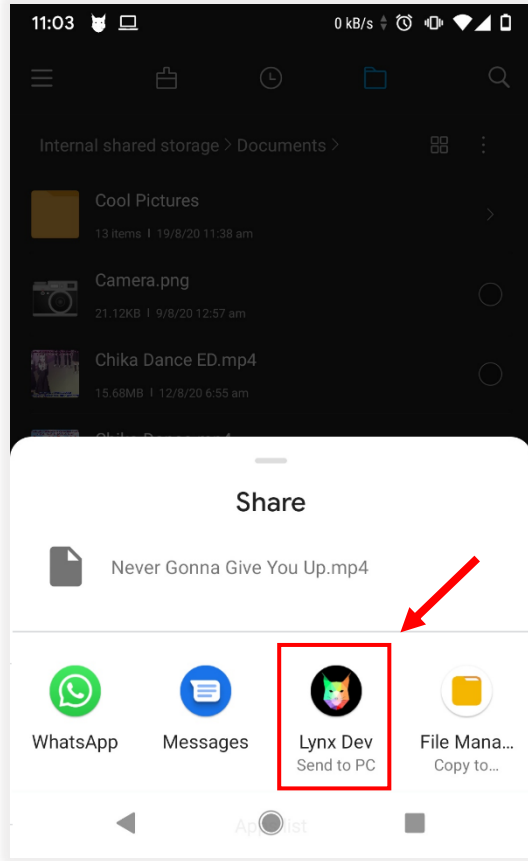 11:03
0 kB/s
Internal shared storage > Documents >
Cool Pictures
13 items | 19/8/20 11:38 am
Camera.png
21.12KB | 9/8/20 12:57 am
Chika Dance ED.mp4
15.68MB | 12/8/20 6:55 am
Share
Never Gonna Give You Up.mp4
WhatsApp
Messages
Lynx Dev
Send to PC
File Mana...
Copy to...